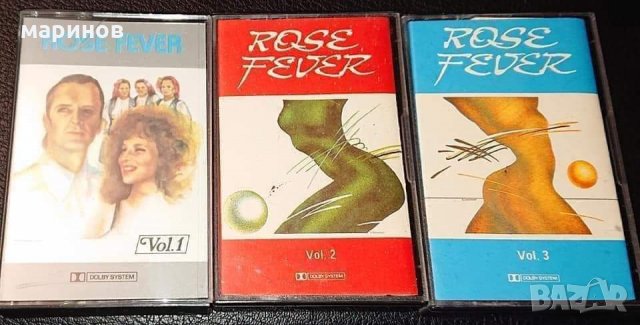 маринов
ROSE FEVER
Vol.1
DOLBY SYSTEM
ROSE
FEVER
Vol. 2
DOLBY SYSTEM
ROSE
FEVER
Vol. 3
DOLBY SYSTEM
BAZAR